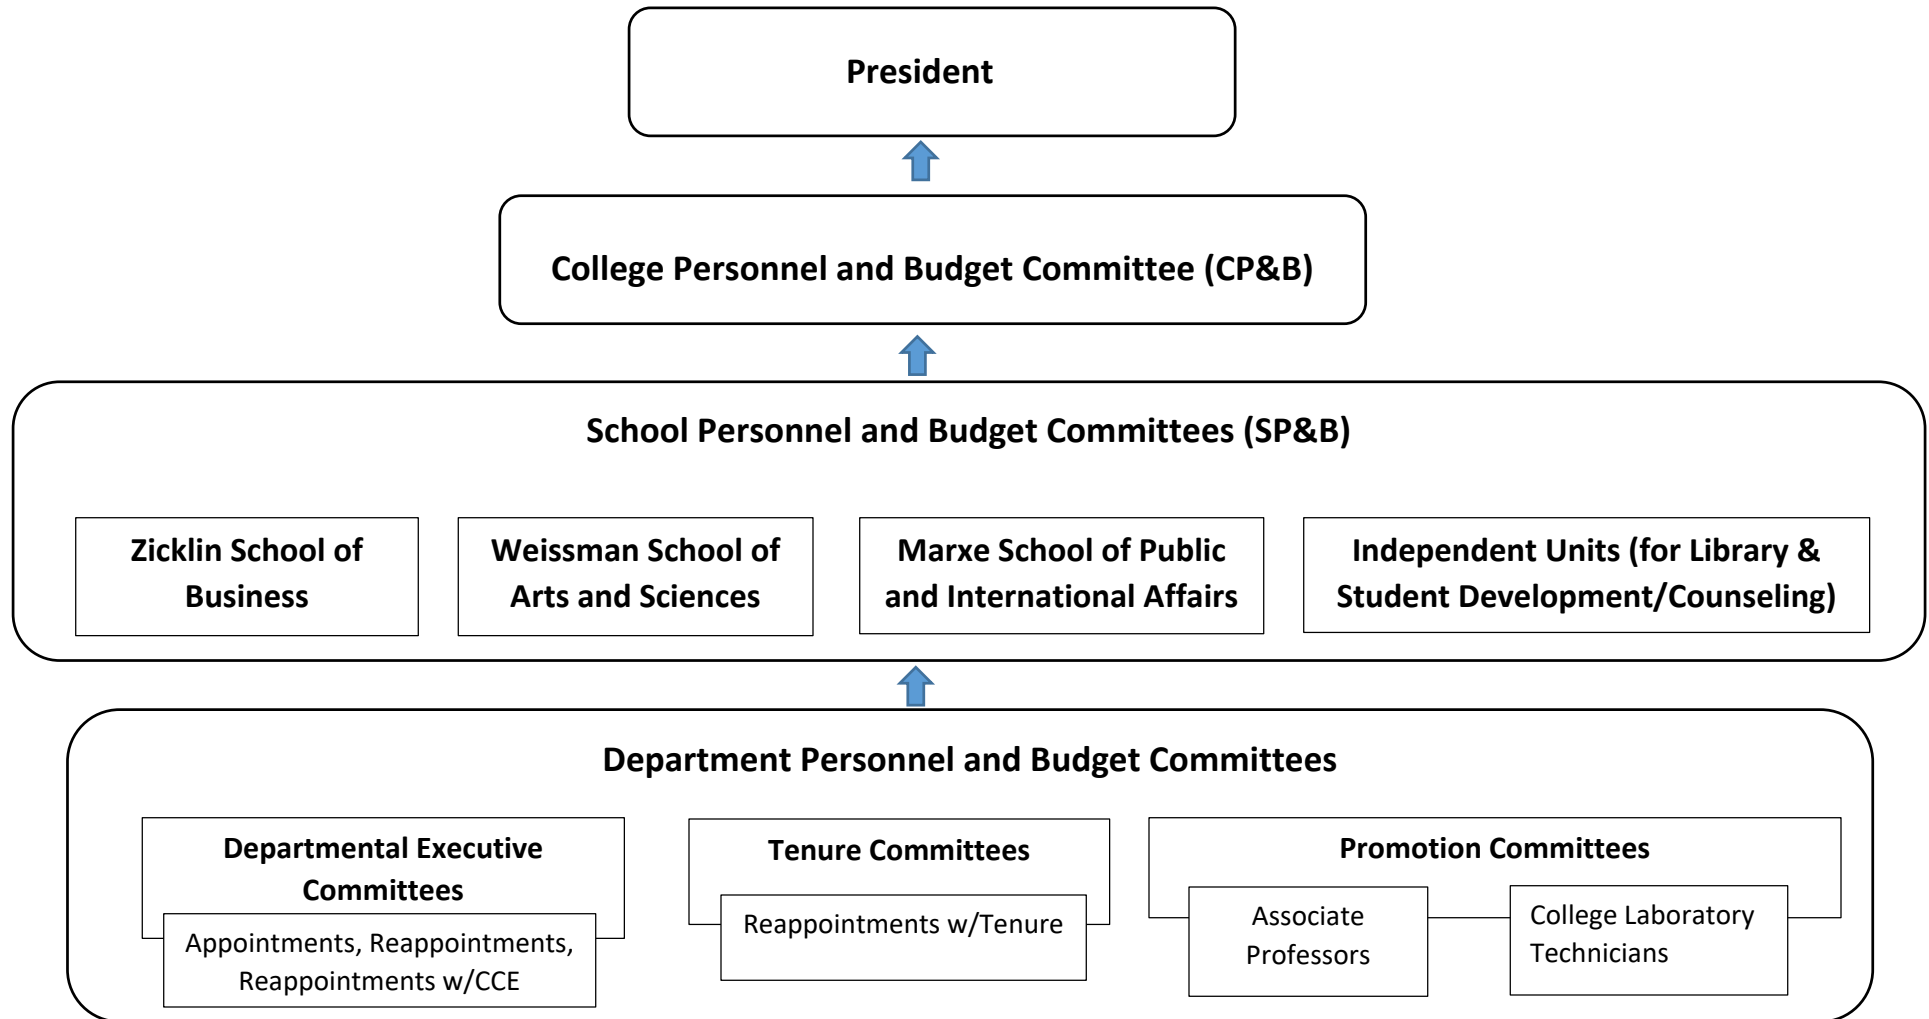 President
College Personnel and Budget Committee (CP&B)
School Personnel and Budget Committees (SP&B)
Zicklin School of
Business
Weissman School of
Arts and Sciences
Marxe School of Public
and International Affairs
Independent Units (for Library &
Student Development/Counseling)
Department Personnel and Budget Committees
Departmental Executive
Committees
Appointments, Reappointments,
Reappointments w/CCE
Tenure Committees
Reappointments w/Tenure
Promotion Committees
Associate
Professors
College Laboratory
Technicians